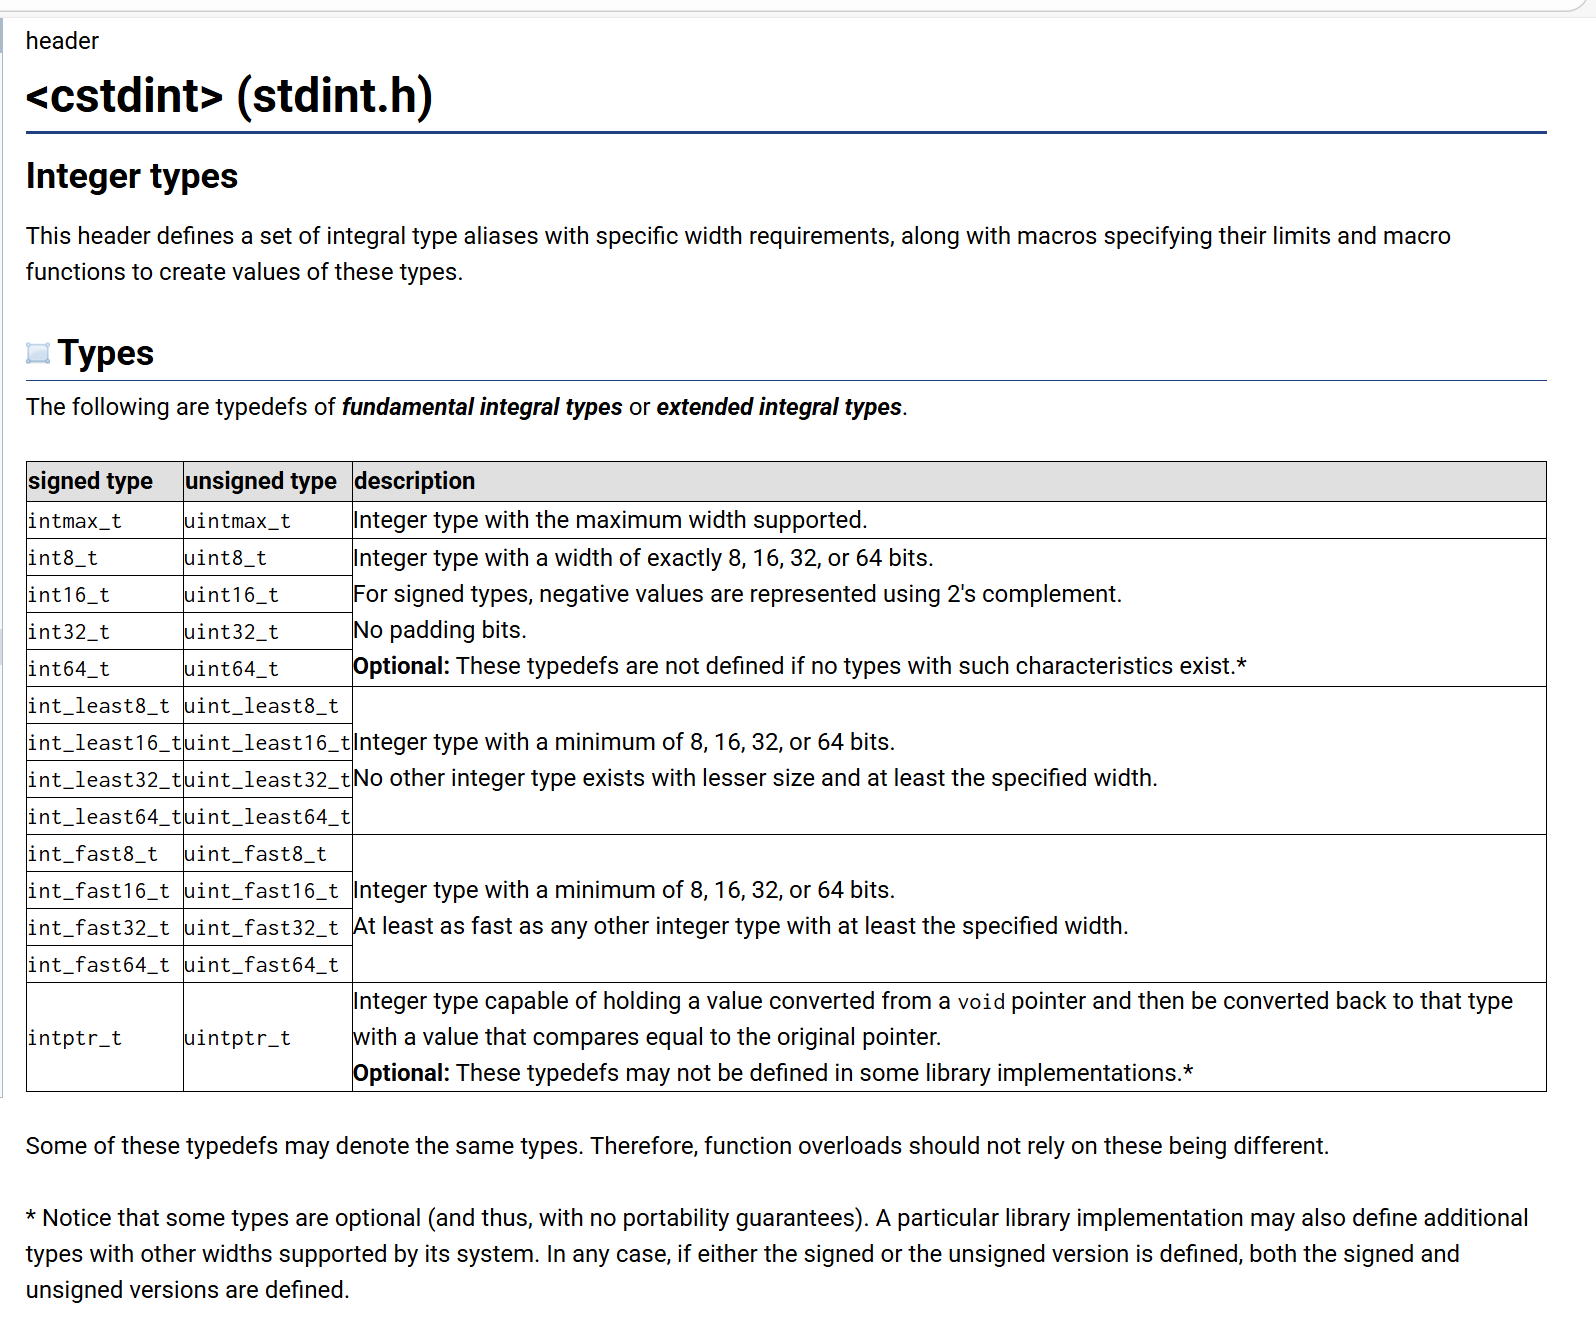 header
<cstdint> (stdint.h)
Integer types
This header defines a set of integral type aliases with specific width requirements, along with macros specifying their limits and macro
functions to create values of these types.
Types
The following are typedefs of fundamental integral types or extended integral types.
signed type unsigned type description
intmax_t uintmax_t Integer type with the maximum width supported.
int8_t uint8_t Integer type with a width of exactly 8, 16, 32, or 64 bits.
int16_t uint16_t For signed types, negative values are represented using 2's complement.
int32_t uint32_t No padding bits.
int64_t uint64_t Optional: These typedefs are not defined if no types with such characteristics exist.*
int_least8_t uint_least8_t
int_least16_t uint_least16_t Integer type with a minimum of 8, 16, 32, or 64 bits.
int_least32_t uint_least32_t No other integer type exists with lesser size and at least the specified width.
int_least64_t uint_least64_t
int_fast8_t uint_fast8_t
int_fast16_t uint_fast16_t Integer type with a minimum of 8, 16, 32, or 64 bits.
int_fast32_t uint_fast32_t At least as fast as any other integer type with at least the specified width.
int_fast64_t uint_fast64_t
Integer type capable of holding a value converted from a void pointer and then be converted back to that type
intptr_t uintptr_t with a value that compares equal to the original pointer.
Optional: These typedefs may not be defined in some library implementations.*
Some of these typedefs may denote the same types. Therefore, function overloads should not rely on these being different.
* Notice that some types are optional (and thus, with no portability guarantees). A particular library implementation may also define additional
types with other widths supported by its system. In any case, if either the signed or the unsigned version is defined, both the signed and
unsigned versions are defined.